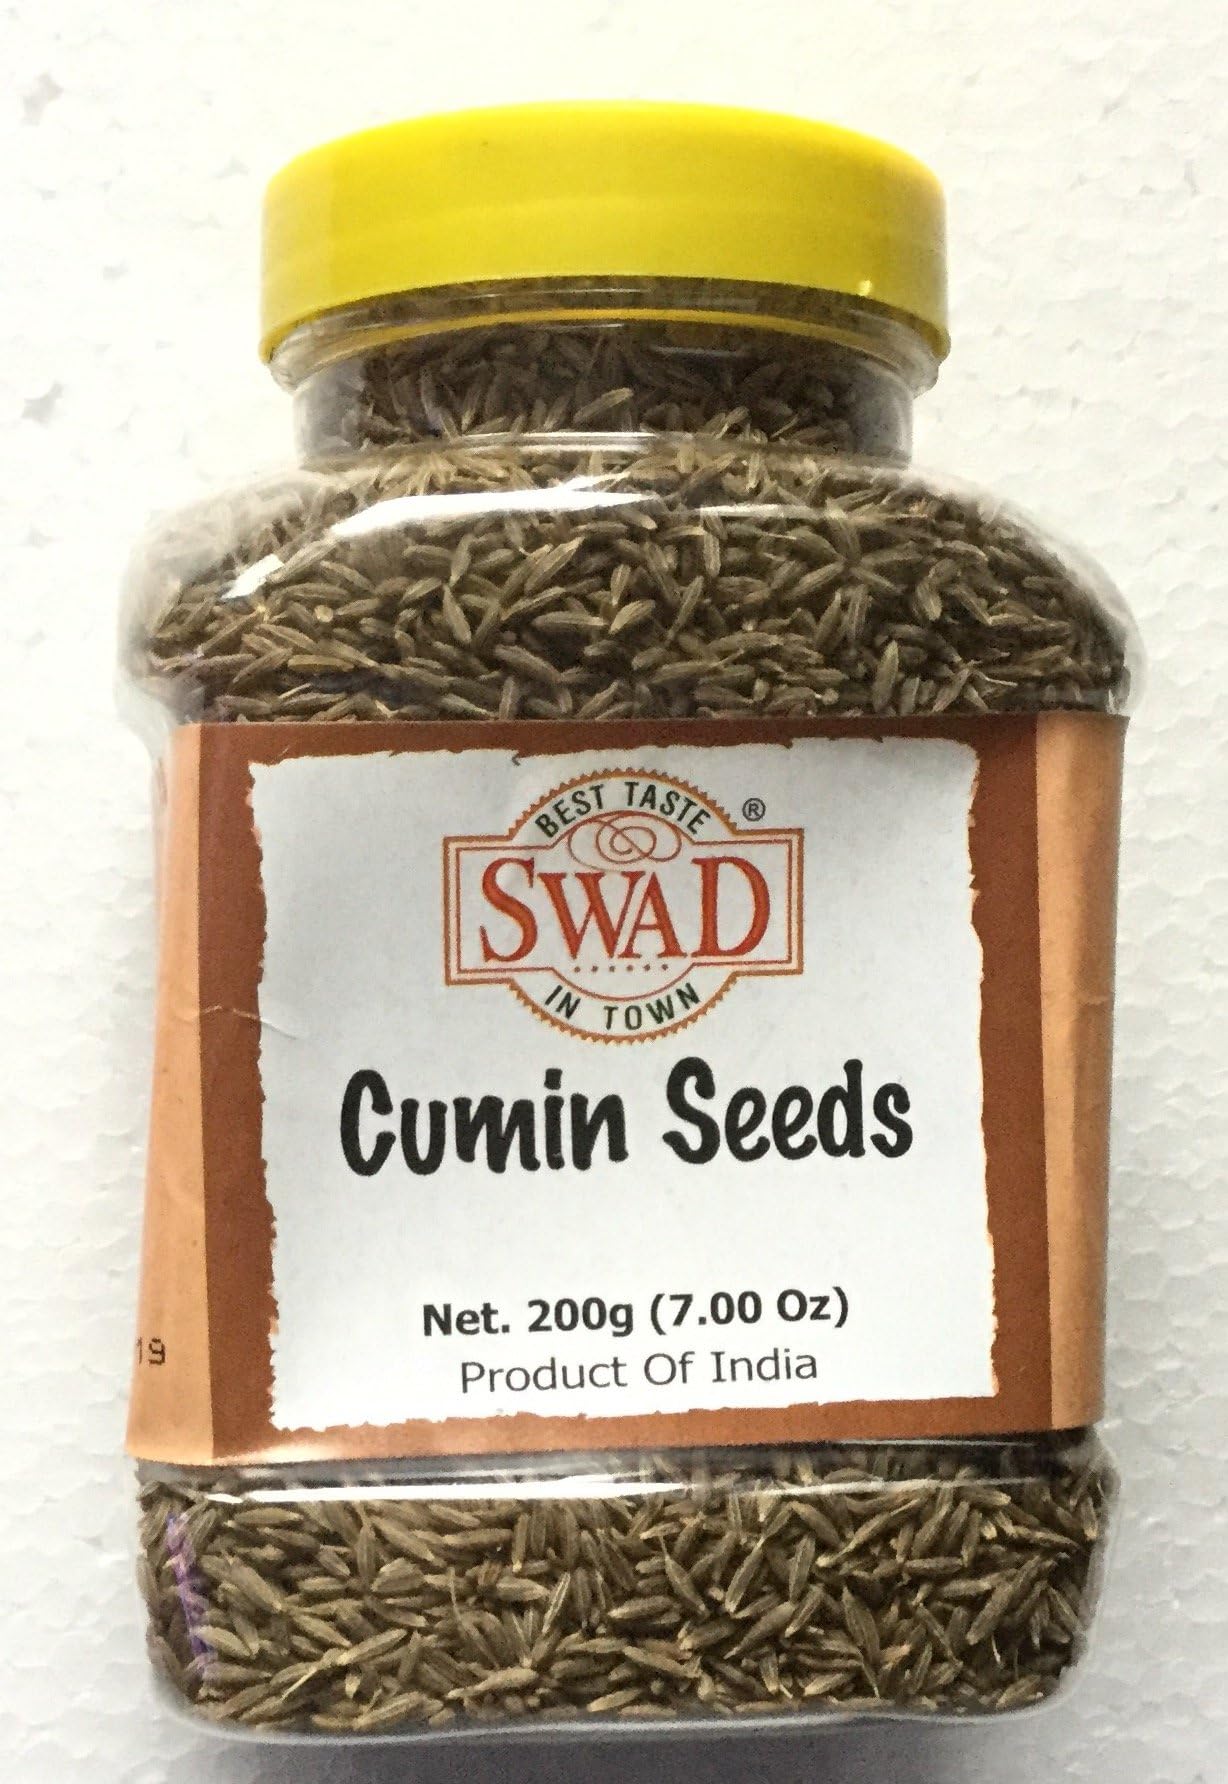 BEST TASTE
®
SWAD
IN TOWN
Cumin Seeds
Net. 200g (7.00 Oz)
Product Of India
19